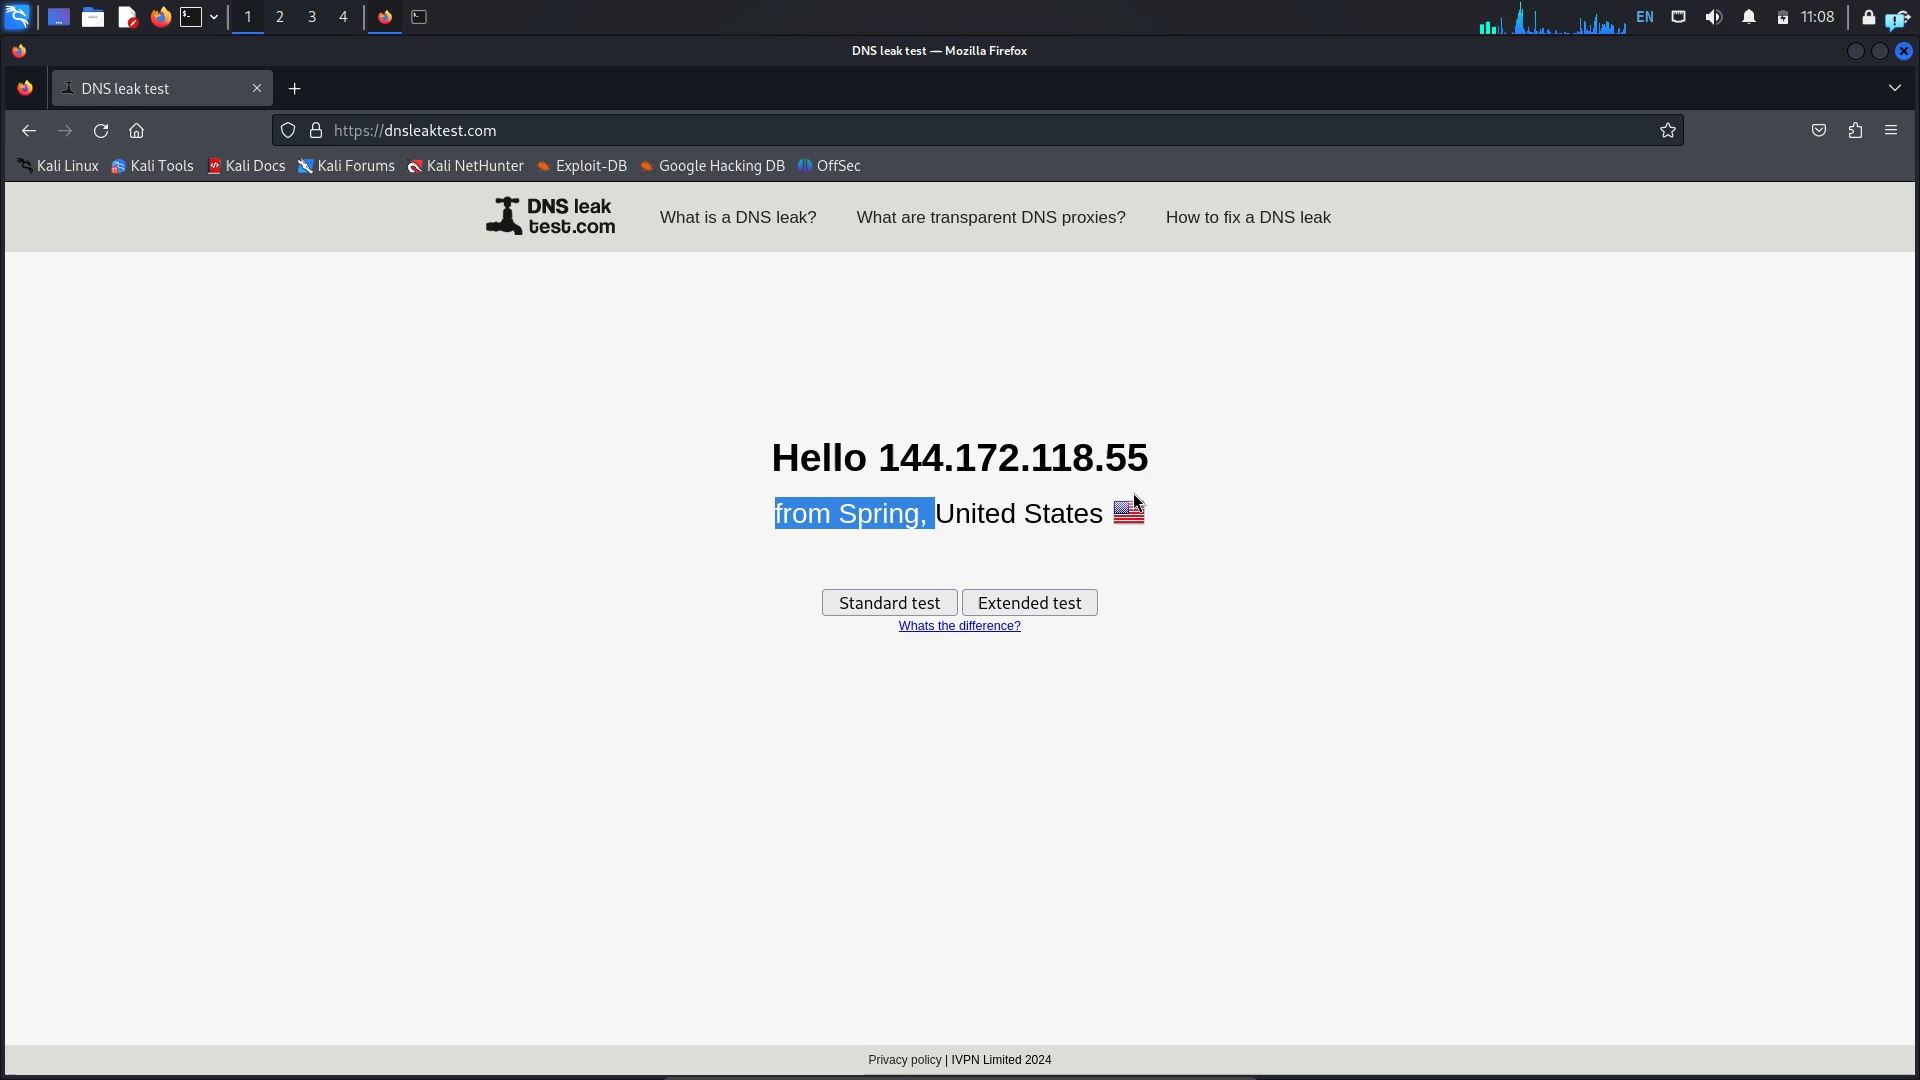 1 2 3 4 EN 11:08
DNS leak test — Mozilla Firefox
DNS leak test
https://dnsleaktest.com
Kali Linux Kali Tools Kali Docs Kali Forums Kali NetHunter Exploit-DB Google Hacking DB OffSec
DNS leak
test.com
What is a DNS leak? What are transparent DNS proxies? How to fix a DNS leak
Hello 144.172.118.55
from Spring, United States
Standard test Extended test
Whats the difference?
Privacy policy | IVPN Limited 2024